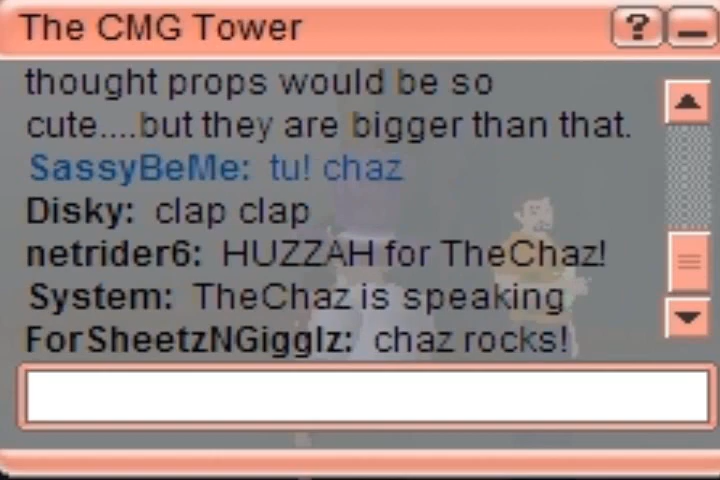 The CMG Tower
?
thought props would be so
cute....but they are bigger than that.
SassyBeMe: tu! chaz
Disky: clap clap
netrider6: HUZZAH for TheChaz!
System: TheChaz is speaking
ForSheetzNGigglz: chaz rocks!